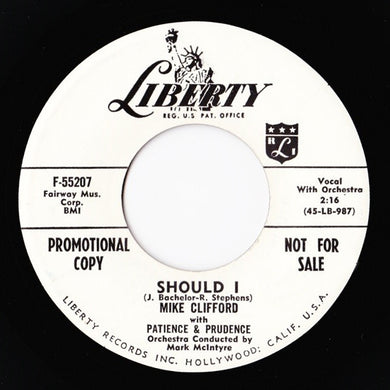 LIBERTY
REG. U.S. PAT. OFFICE
R L I
F-55207
Fairway Mus.
Corp.
BMI
Vocal
With Orchestra
2:16
(45-LB-987)
PROMOTIONAL
COPY
NOT FOR
SALE
SHOULD I
(J. Bachelor-R. Stephens)
MIKE CLIFFORD
with
PATIENCE & PRUDENCE
Orchestra Conducted by
Mark McIntyre
LIBERTY RECORDS INC. HOLLYWOOD: CALIF. U.S.A.